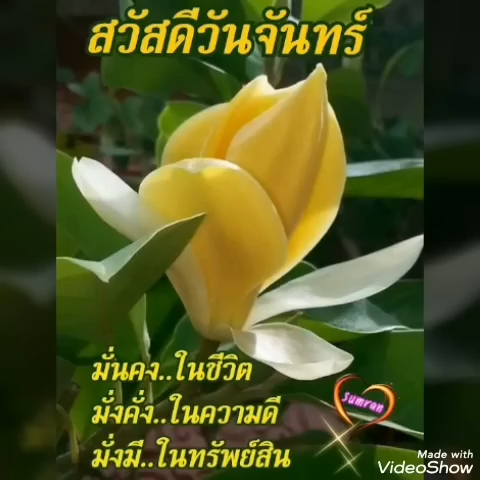 สวัสดีวันจันทร์
มั่นคง..ในชีวิต
มั่งคั่ง..ในความดี
มั่งมี..ในทรัพย์สิน
sumran
Made with
VideoShow